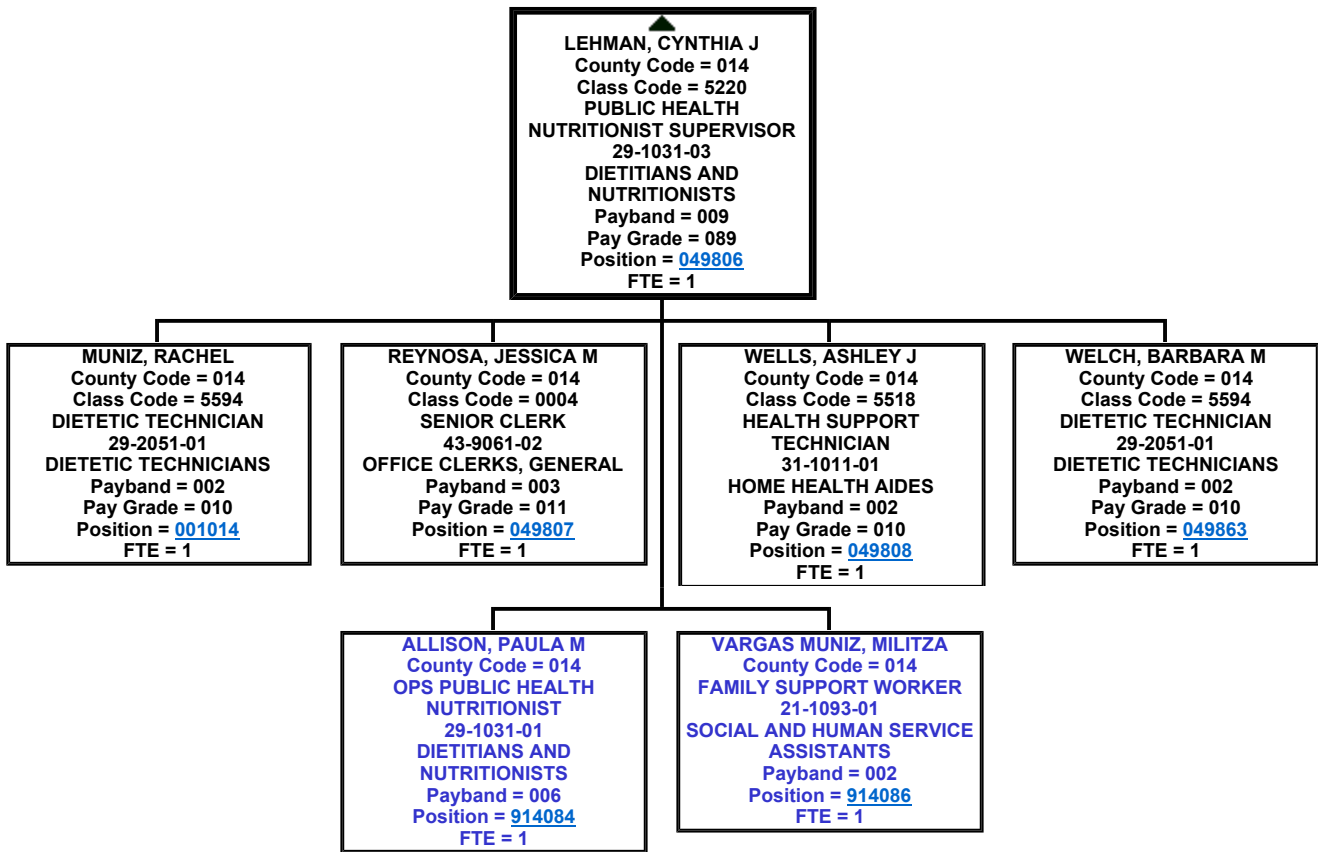 LEHMAN, CYNTHIA J
County Code = 014
Class Code = 5220
PUBLIC HEALTH
NUTRITIONIST SUPERVISOR
29-1031-03
DIETITIANS AND
NUTRITIONISTS
Payband = 009
Pay Grade = 089
Position = 049806
FTE = 1
MUNIZ, RACHEL
County Code = 014
Class Code = 5594
DIETETIC TECHNICIAN
29-2051-01
DIETETIC TECHNICIANS
Payband = 002
Pay Grade = 010
Position = 001014
FTE = 1
REYNOSA, JESSICA M
County Code = 014
Class Code = 0004
SENIOR CLERK
43-9061-02
OFFICE CLERKS, GENERAL
Payband = 003
Pay Grade = 011
Position = 049807
FTE = 1
WELLS, ASHLEY J
County Code = 014
Class Code = 5518
HEALTH SUPPORT
TECHNICIAN
31-1011-01
HOME HEALTH AIDES
Payband = 002
Pay Grade = 010
Position = 049808
FTE = 1
WELCH, BARBARA M
County Code = 014
Class Code = 5594
DIETETIC TECHNICIAN
29-2051-01
DIETETIC TECHNICIANS
Payband = 002
Pay Grade = 010
Position = 049863
FTE = 1
ALLISON, PAULA M
County Code = 014
OPS PUBLIC HEALTH
NUTRITIONIST
29-1031-01
DIETITIANS AND
NUTRITIONISTS
Payband = 006
Position = 914084
FTE = 1
VARGAS MUNIZ, MILITZA
County Code = 014
FAMILY SUPPORT WORKER
21-1093-01
SOCIAL AND HUMAN SERVICE
ASSISTANTS
Payband = 002
Position = 914086
FTE = 1